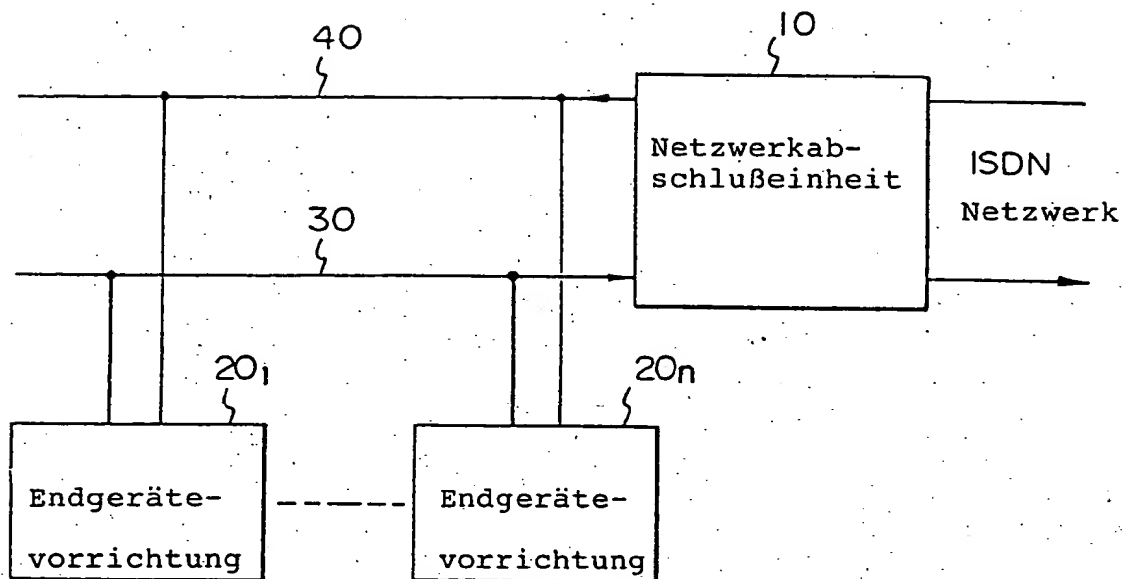 40
10
Netzwerkab-
schlußeinheit
ISDN
Netzwerk
30
20₁
20n
Endgeräte-
vorrichtung
Endgeräte-
vorrichtung